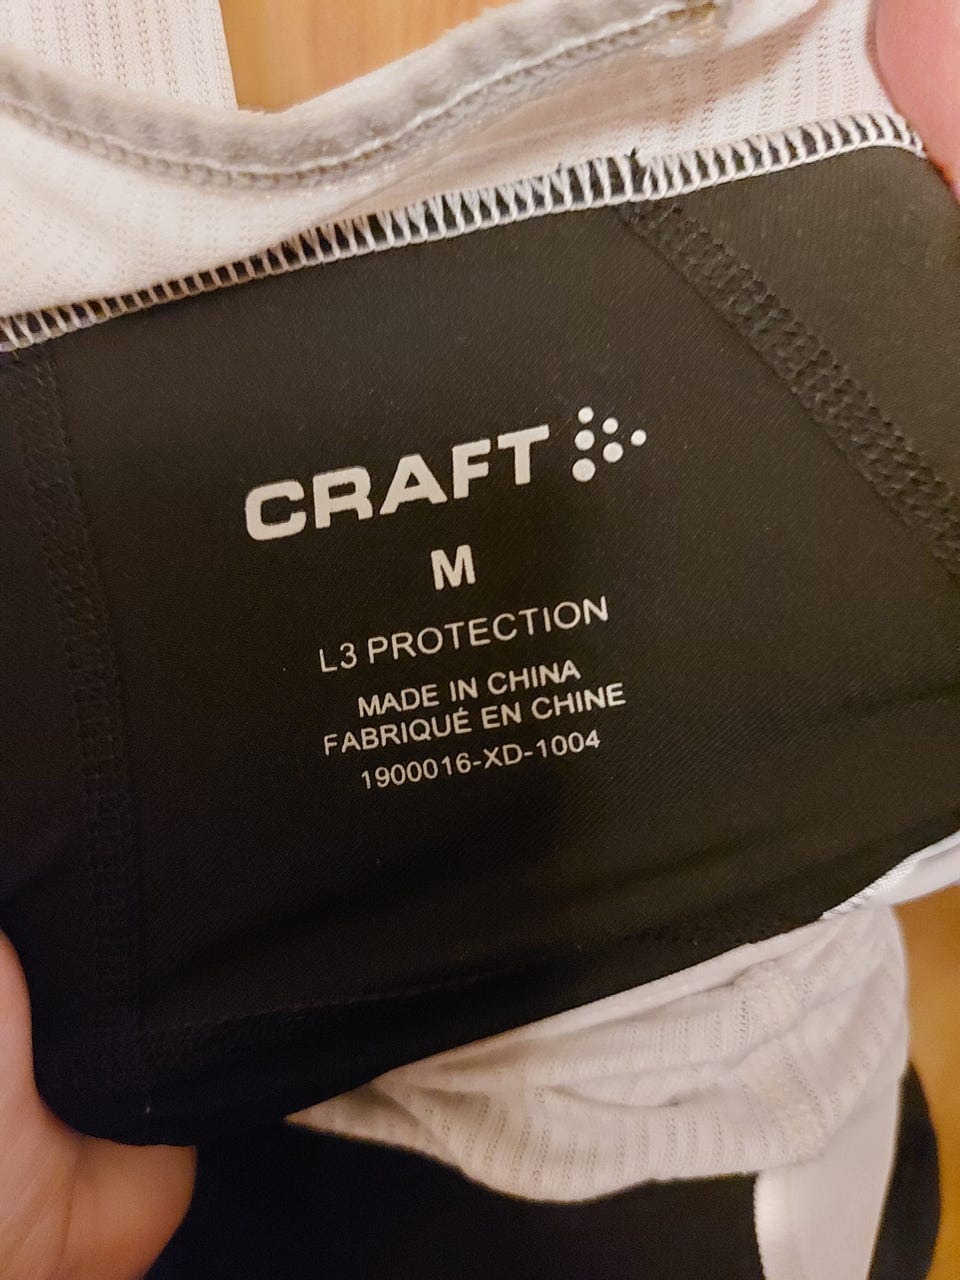 CRAFT
M
L3 PROTECTION
MADE IN CHINA
FABRIQUÉ EN CHINE
1900016-XD-1004